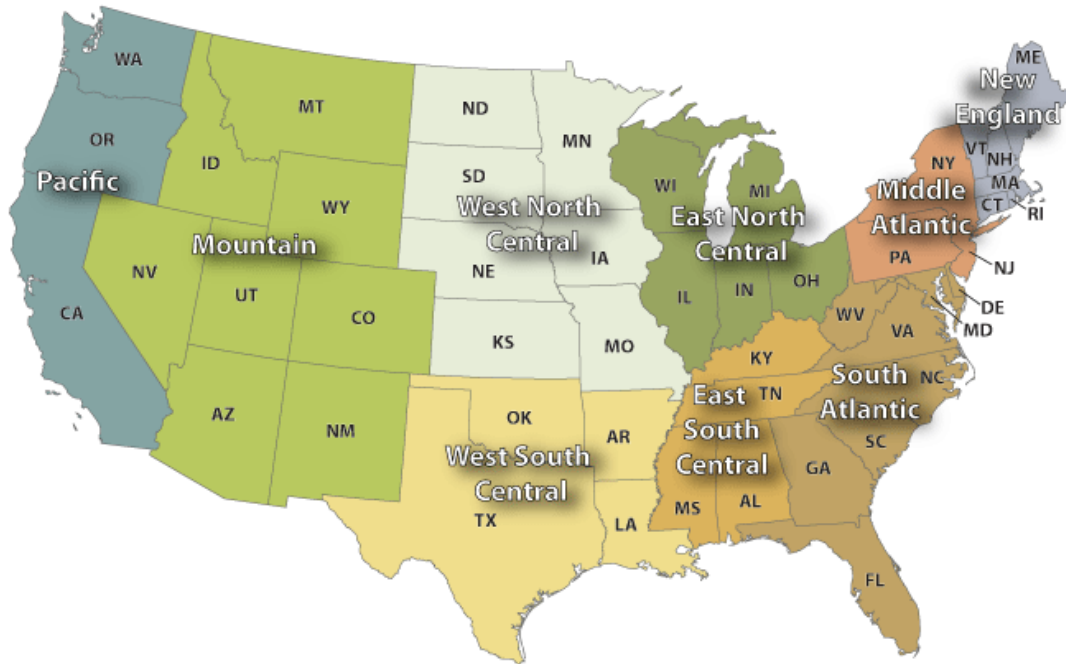 WA
OR
Pacific
CA
MT
ID
WY
Mountain
NV
UT
CO
AZ
NM
ND
MN
SD
West North
Central
NE
IA
KS
MO
WI
MI
East North
Central
IL
IN
OH
ME
New
England
VT
NH
MA
CT
RI
NY
Middle
Atlantic
PA
NJ
DE
MD
WV
VA
NC
South
Atlantic
SC
GA
FL
KY
TN
East
South
Central
MS
AL
OK
AR
West South
Central
TX
LA